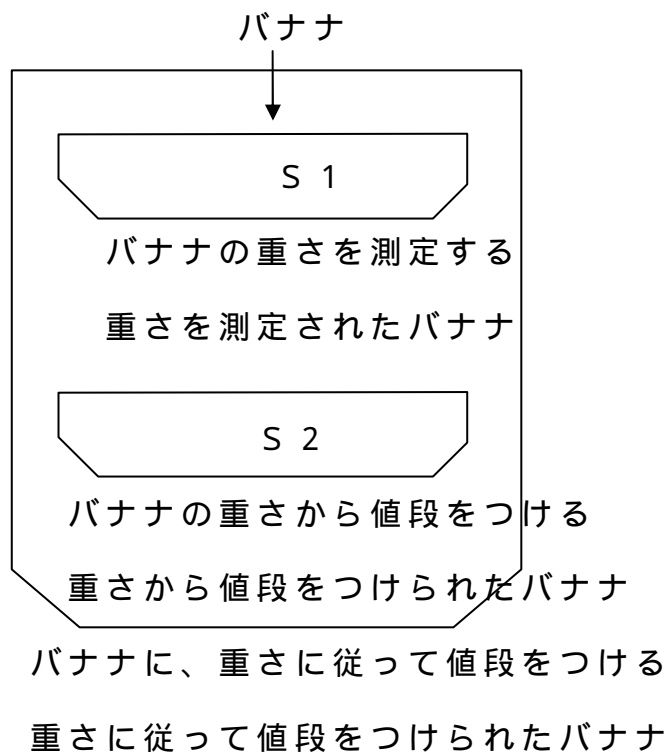 バナナ
S 1
バナナの重さを測定する
重さを測定されたバナナ
S 2
バナナの重さから値段をつける
重さから値段をつけられたバナナ
バナナに、重さに従って値段をつける
重さに従って値段をつけられたバナナ